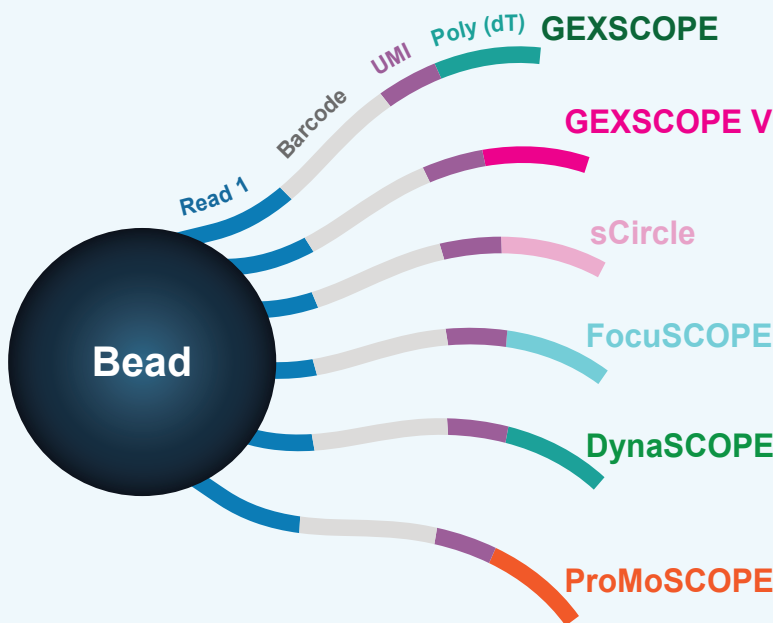 Poly (dT)
GEXSCOPE
UMI
Barcode
Read 1
GEXSCOPE V
sCircle
FocuSCOPE
Bead
DynaSCOPE
ProMoSCOPE